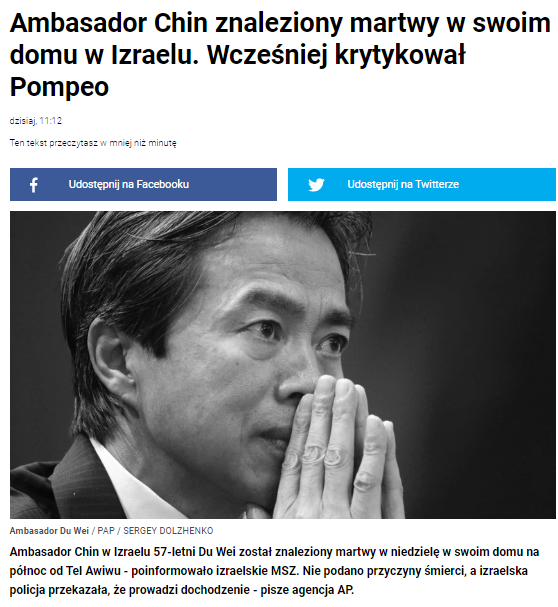 Ambasador Chin znaleziony martwy w swoim
domu w Izraelu. Wcześniej krytykował
Pompeo
dzisiaj, 11:12
Ten tekst przeczytasz w mniej niż minutę
Udostępnij na Facebooku
Udostępnij na Twitterze
Ambasador Du Wei / PAP / SERGEY DOLZHENKO
Ambasador Chin w Izraelu 57-letni Du Wei został znaleziony martwy w niedzielę w swoim domu na
północ od Tel Awiwu - poinformowało izraelskie MSZ. Nie podano przyczyny śmierci, a izraelska
policja przekazała, że prowadzi dochodzenie - pisze agencja AP.